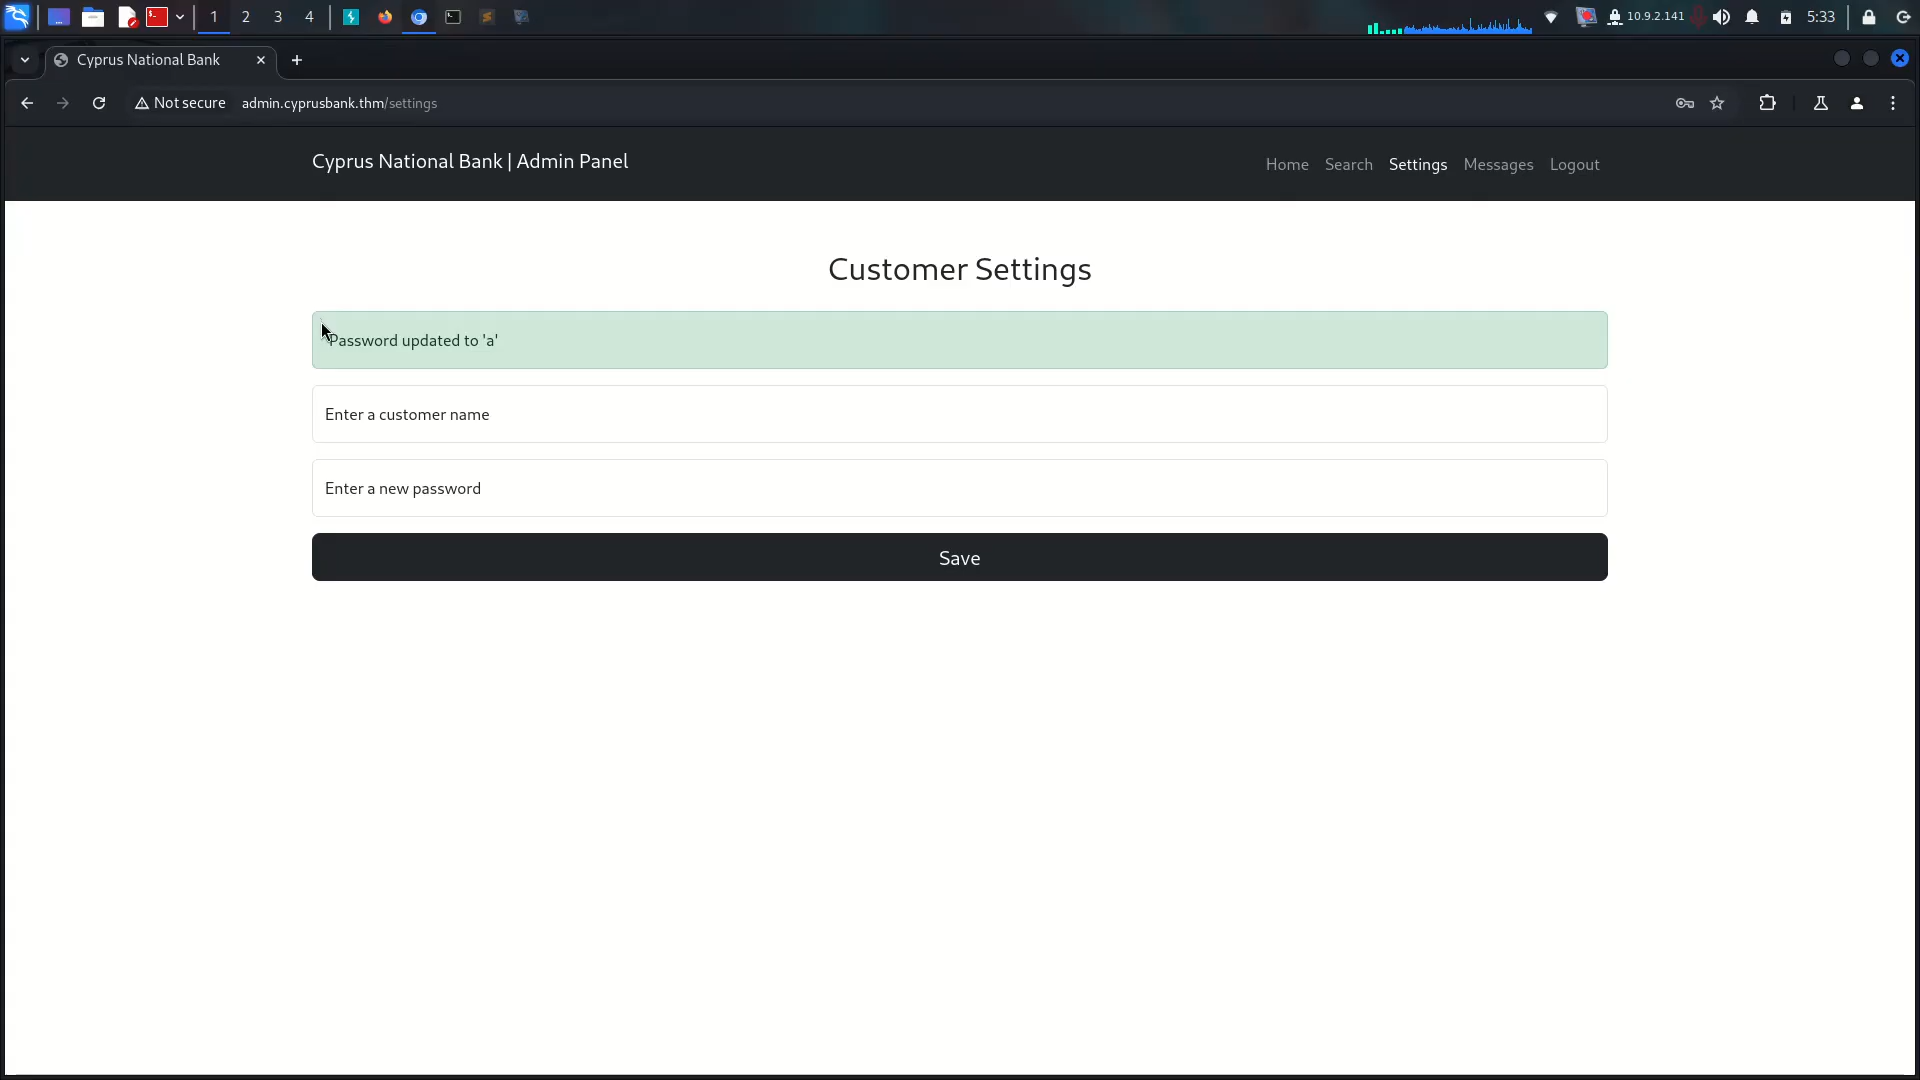 1 2 3 4 10.9.2.141 5:33
Cyprus National Bank
Not secure admin.cyprusbank.thm/settings
Cyprus National Bank | Admin Panel Home Search Settings Messages Logout
Customer Settings
Password updated to 'a'
Enter a customer name
Enter a new password
Save